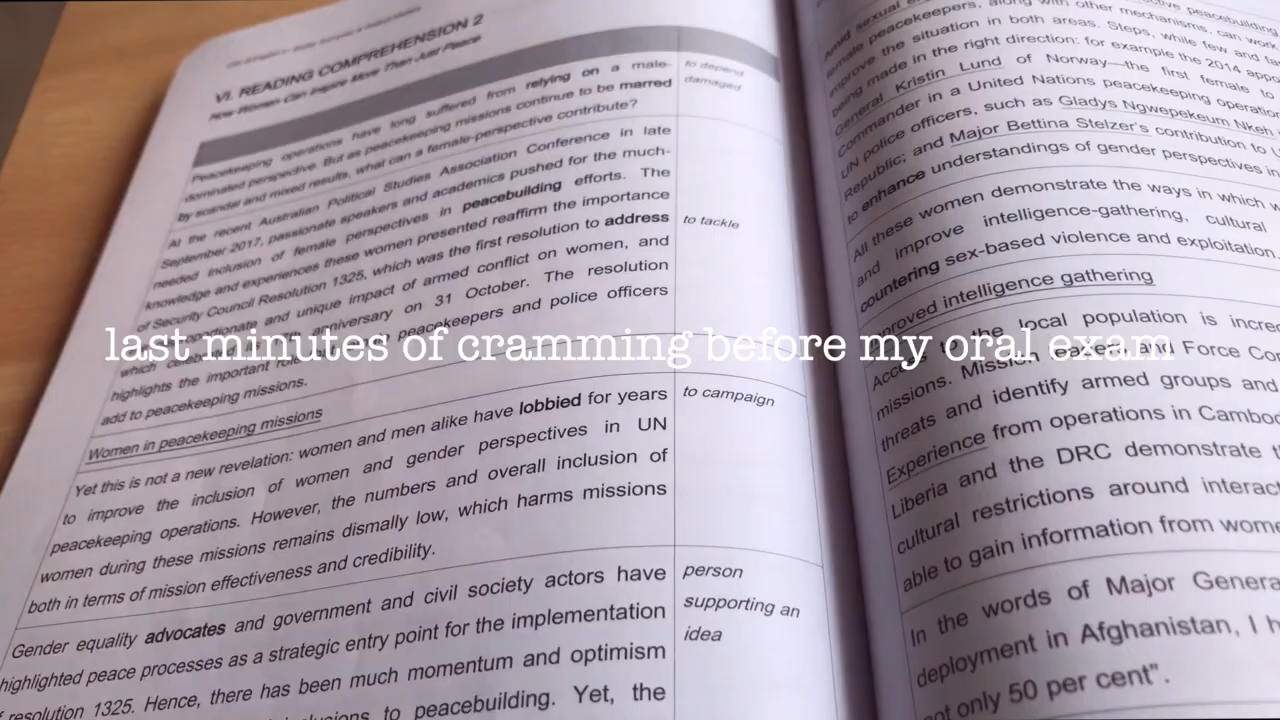 VI. READING COMPREHENSION 2
How Women Can Inspire More Than Just Peace
Peacekeeping operations have long suffered from relying on a male-
dominated perspective. But as peacekeeping missions continue to be marred
by scandal and mixed results, what can a female-perspective contribute?
to depend
damaged
At the recent Australian Political Studies Association Conference in late
September 2017, passionate speakers and academics pushed for the much-
needed inclusion of female perspectives in peacebuilding efforts. The
knowledge and experiences these women presented reaffirm the importance
of Security Council Resolution 1325, which was the first resolution to address
and unique impact of armed conflict on women, and
anniversary on 31 October. The resolution
highlights the important peacekeepers and police officers
add to peacekeeping missions.
to tackle
last minutes of cramming before my oral exam
Women in peacekeeping missions
Yet this is not a new revelation: women and men alike have lobbied for years
to improve the inclusion of women and gender perspectives in UN
peacekeeping operations. However, the numbers and overall inclusion of
women during these missions remains dismally low, which harms missions
both in terms of mission effectiveness and credibility.
to campaign
Gender equality advocates and government and civil society actors have
highlighted peace processes as a strategic entry point for the implementation
resolution 1325. Hence, there has been much momentum and optimism
to peacebuilding. Yet, the
person
supporting an
idea
female peacekeepers, along with other mechanisms, can work
improve the situation in both areas. Steps, while few and far
being made in the right direction: for example the 2014 appo
General Kristin Lund of Norway—the first female to
Commander in a United Nations peacekeeping operation
UN police officers, such as Gladys Ngwepekeum Nkeh
Republic; and Major Bettina Stelzer's contribution to U
to enhance understandings of gender perspectives in
All these women demonstrate the ways in which w
and improve intelligence-gathering, cultural
countering sex-based violence and exploitation.
proved intelligence gathering
Access to the local population is incre
missions. Mission and Force Com
threats and identify armed groups and
Experience from operations in Cambod
Liberia and the DRC demonstrate t
cultural restrictions around interact
able to gain information from wome
In the words of Major Genera
deployment in Afghanistan, I h
not only 50 per cent".